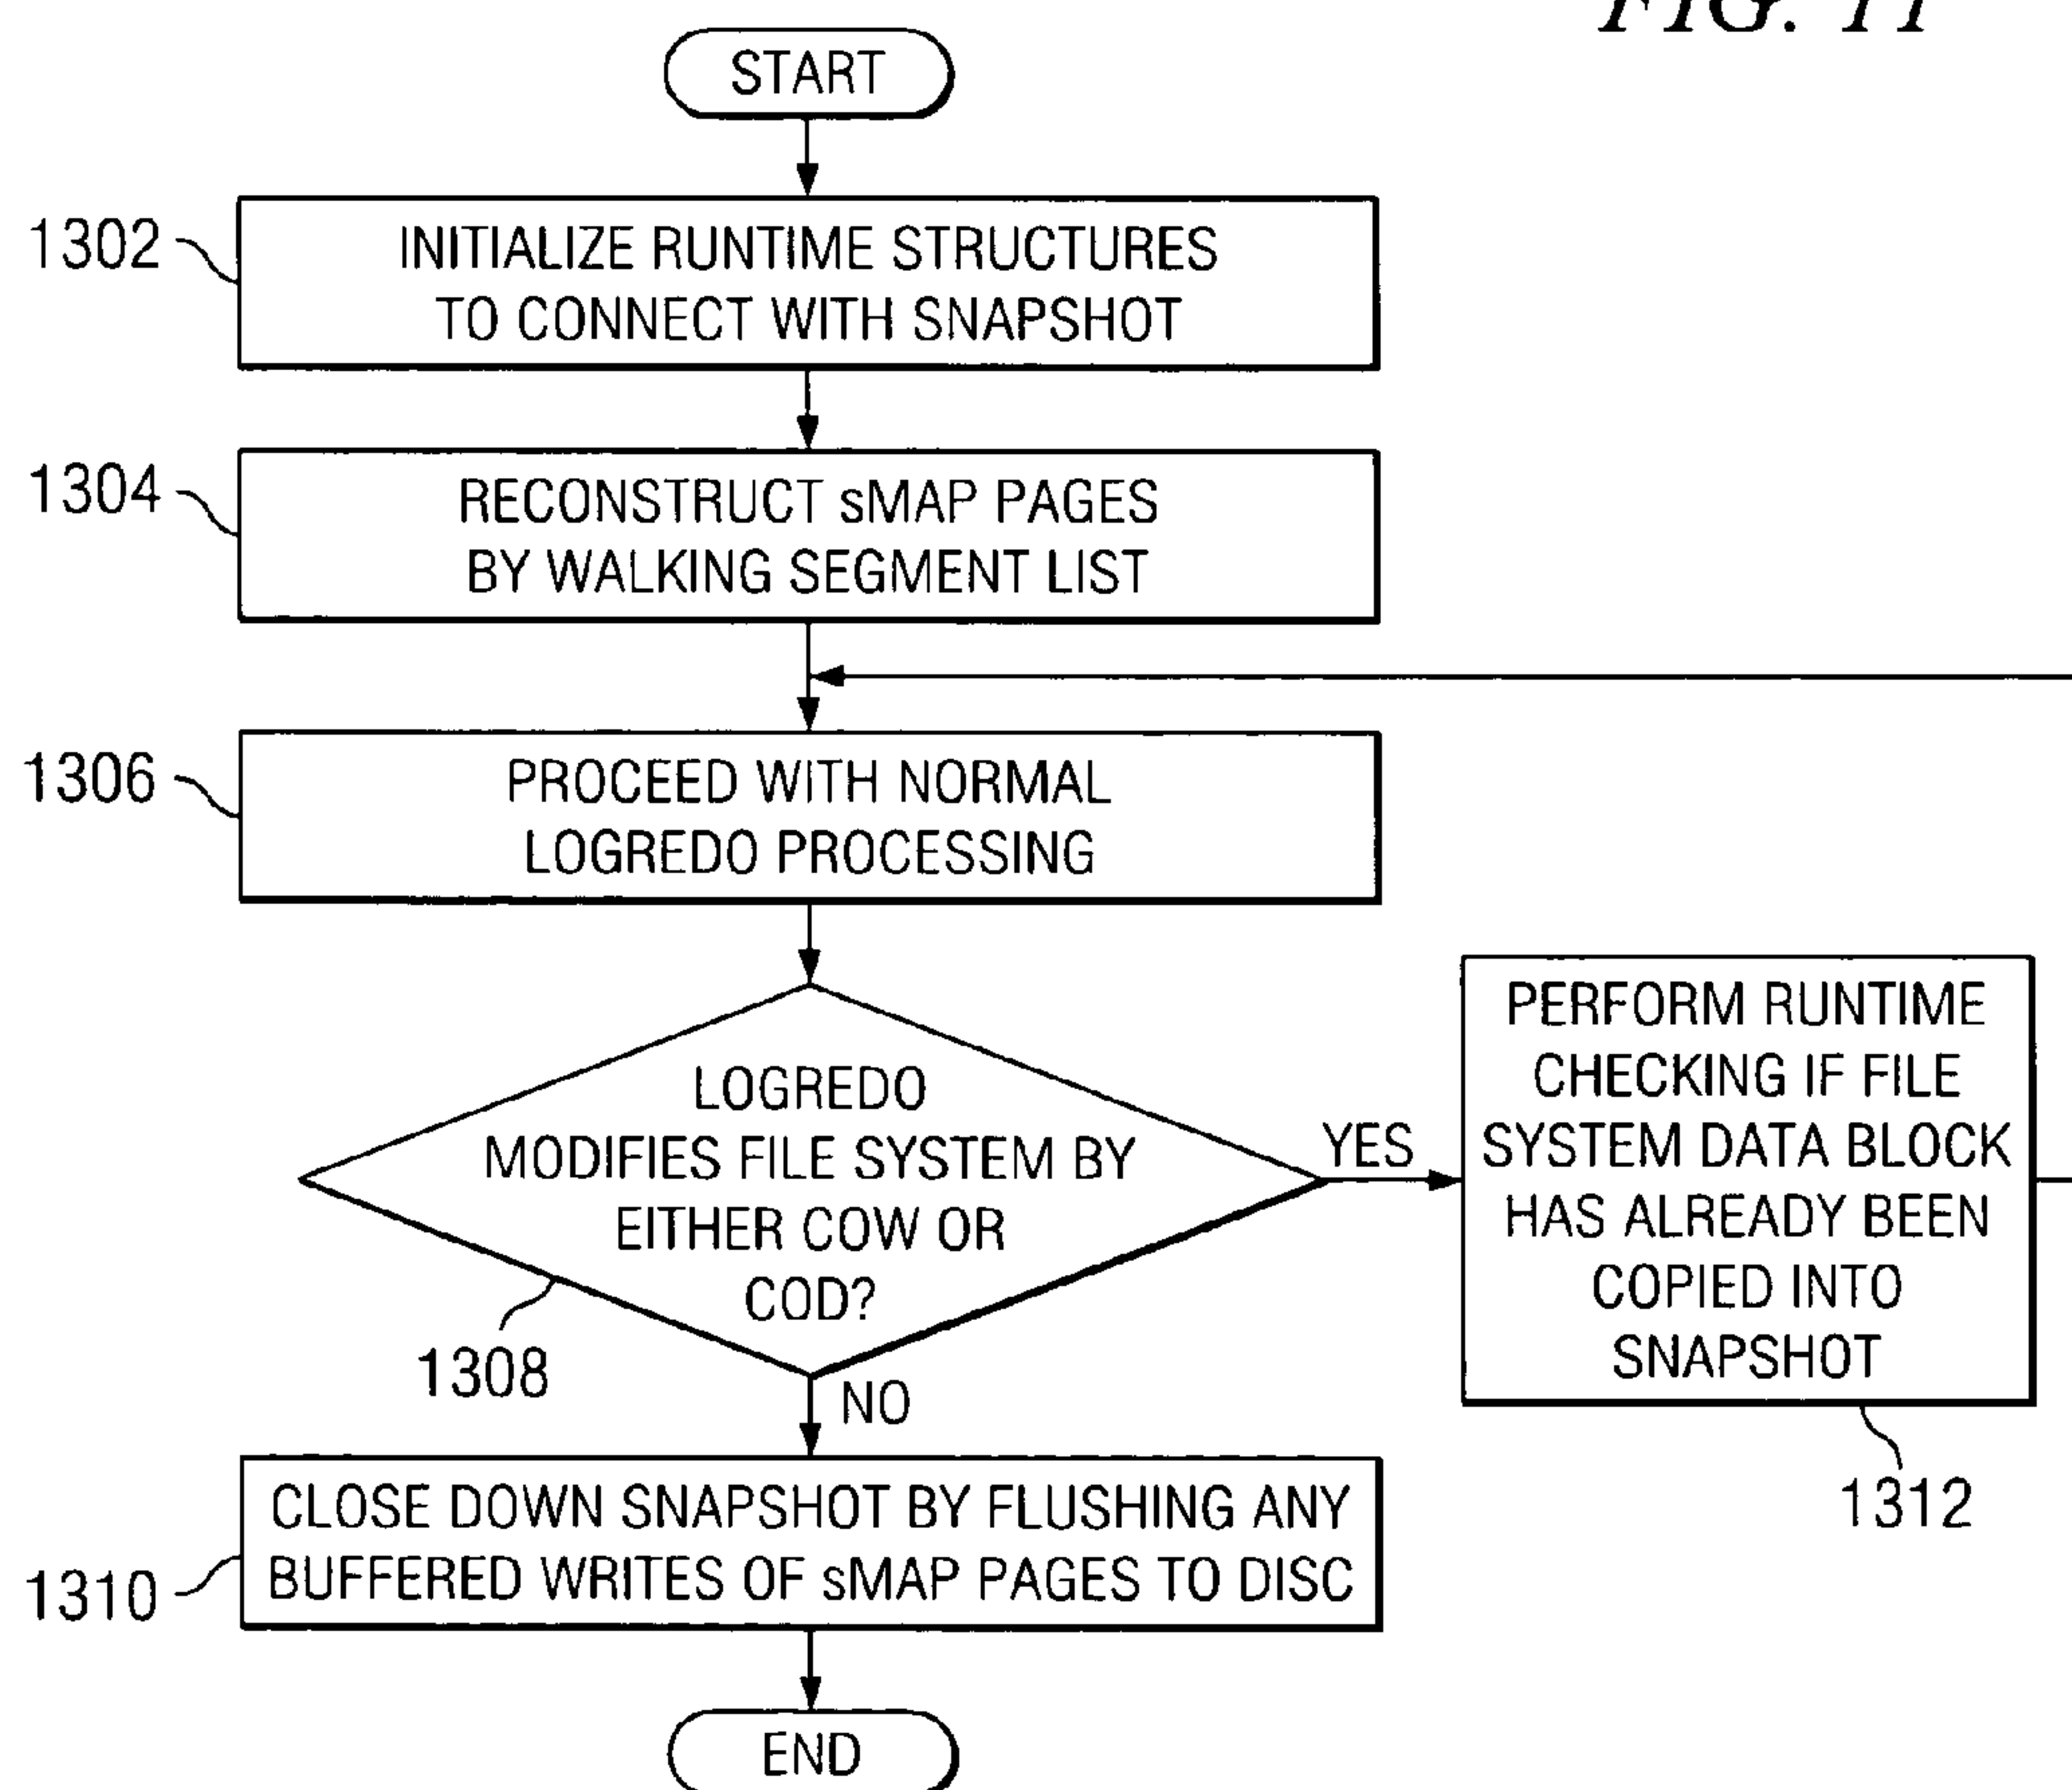 FIG. 11
START
1302
INITIALIZE RUNTIME STRUCTURES
TO CONNECT WITH SNAPSHOT
1304
RECONSTRUCT sMAP PAGES
BY WALKING SEGMENT LIST
1306
PROCEED WITH NORMAL
LOGREDO PROCESSING
LOGREDO
MODIFIES FILE SYSTEM BY
EITHER COW OR
COD?
1308
YES
PERFORM RUNTIME
CHECKING IF FILE
SYSTEM DATA BLOCK
HAS ALREADY BEEN
COPIED INTO
SNAPSHOT
1312
NO
CLOSE DOWN SNAPSHOT BY FLUSHING ANY
BUFFERED WRITES OF sMAP PAGES TO DISC
1310
END